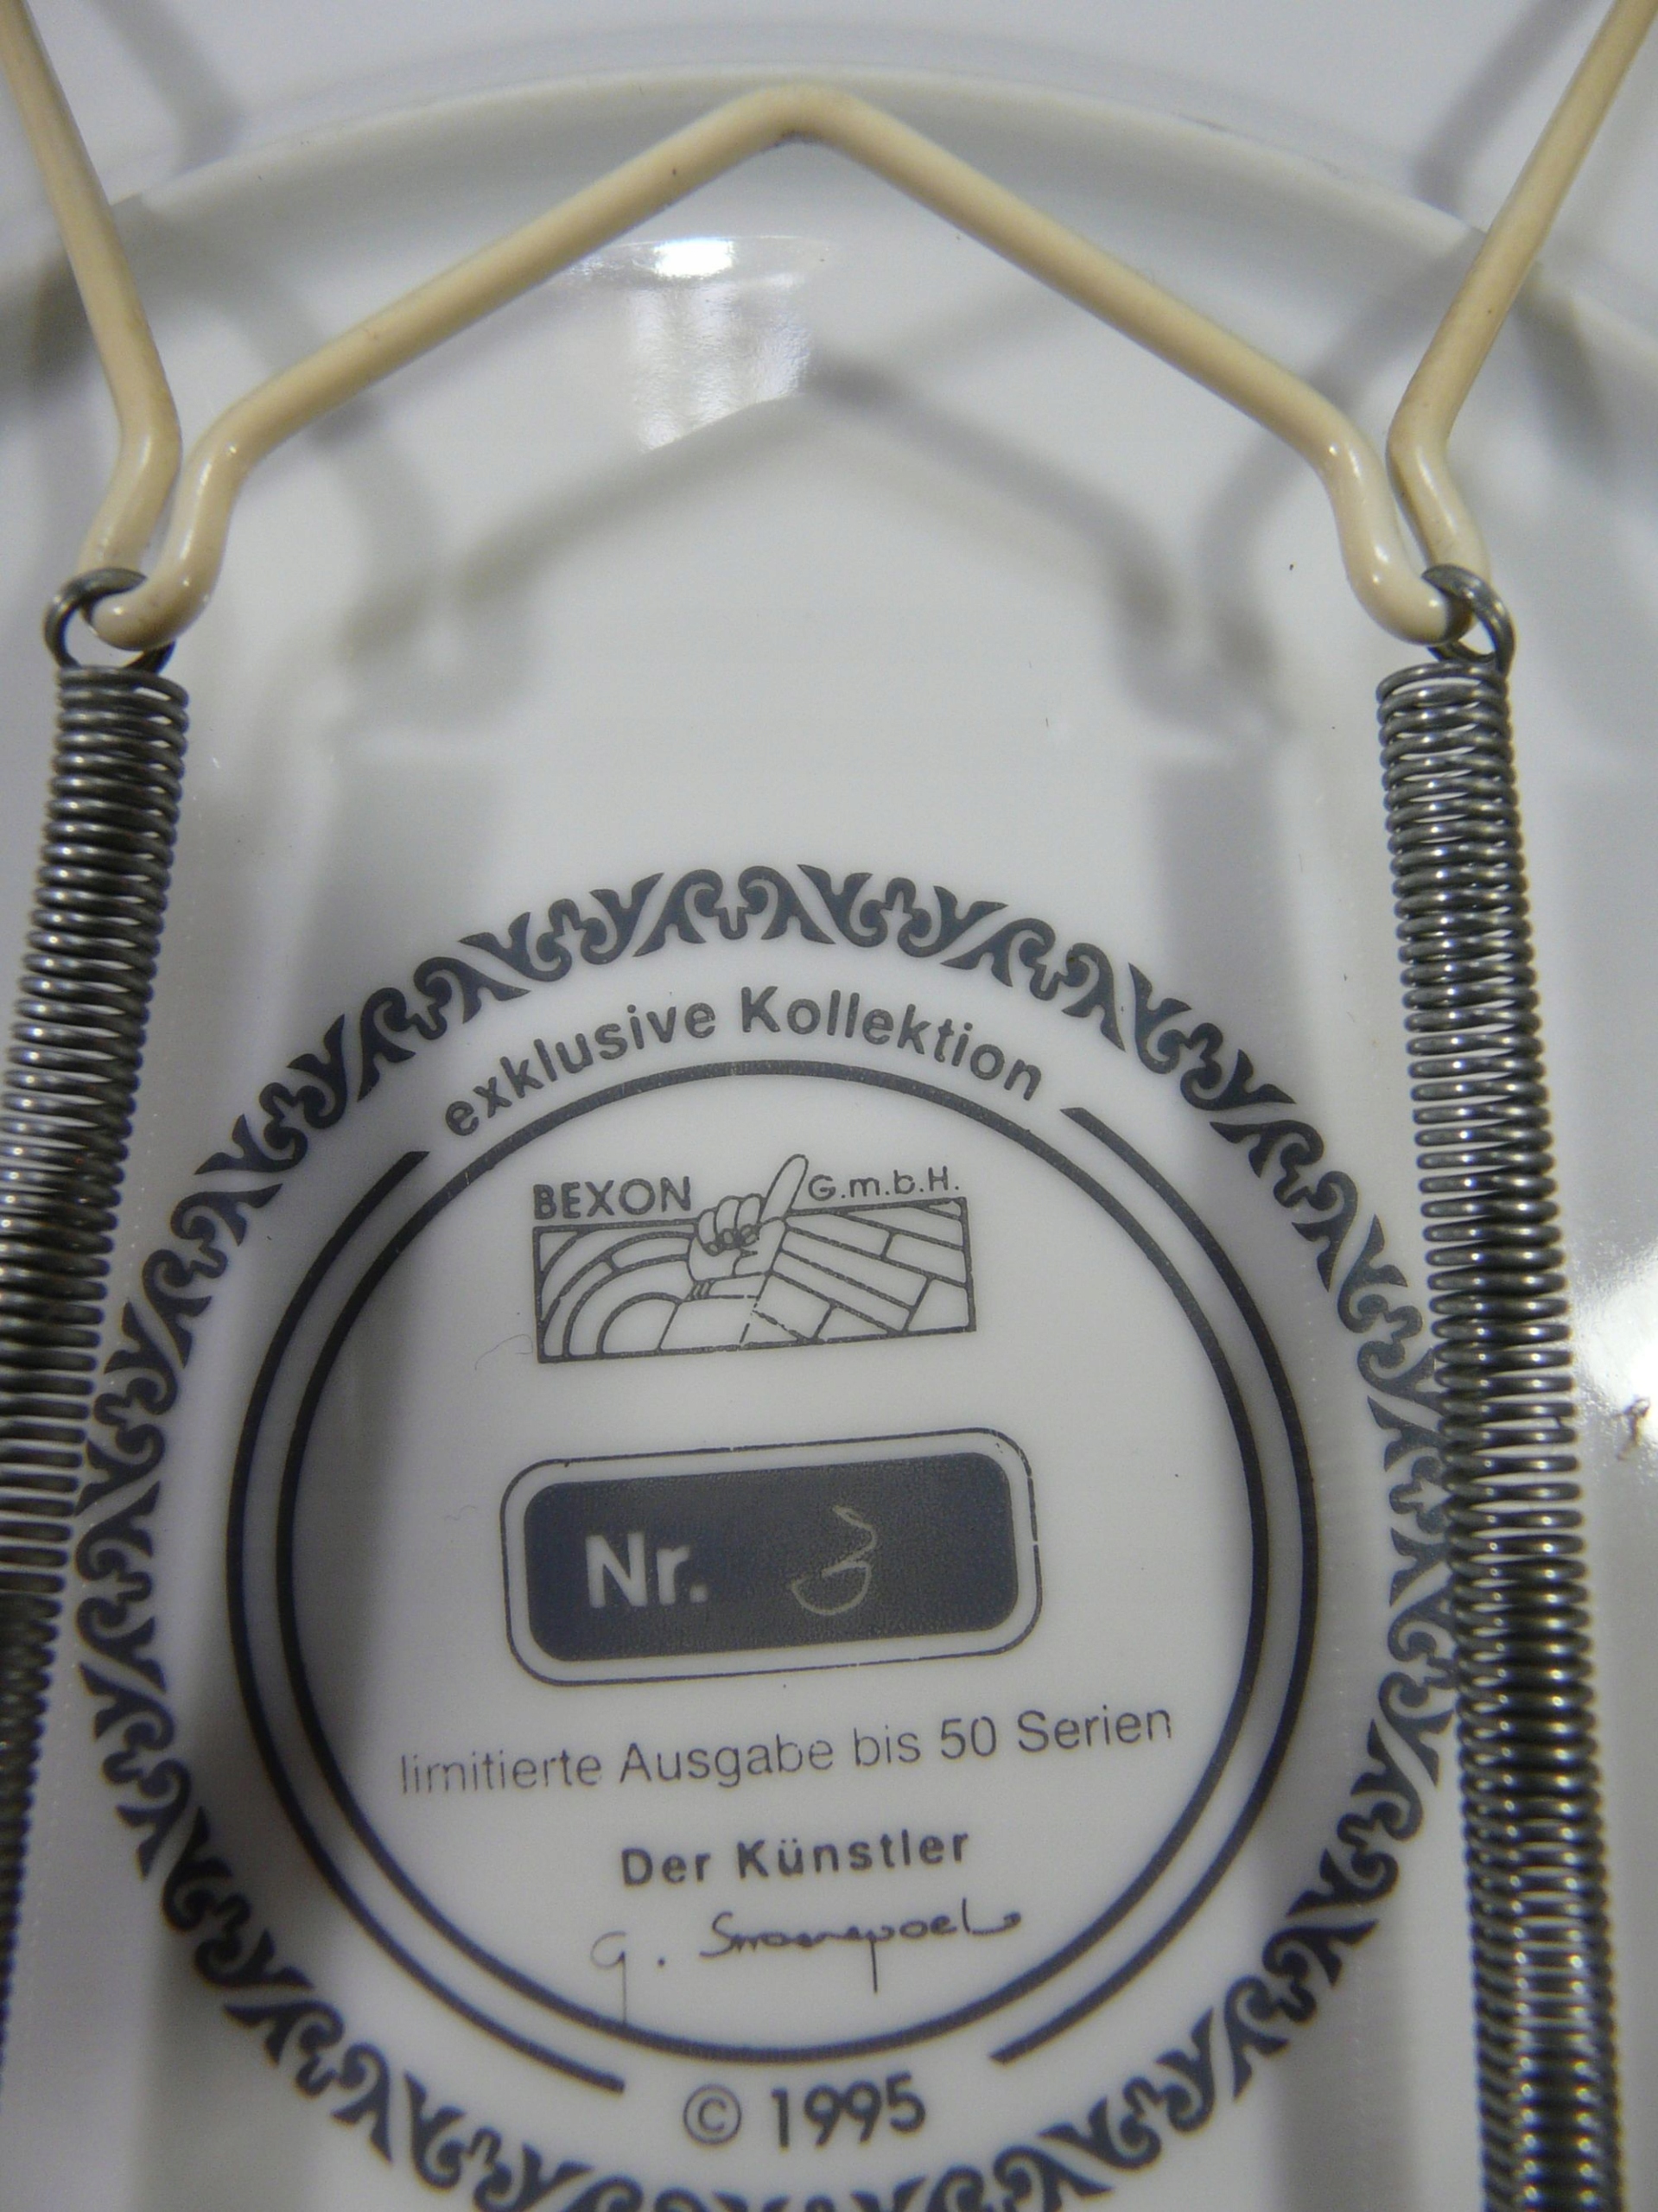 exklusive Kollektion
BEXON G.m.b.H.
Nr. 3
limitierte Ausgabe bis 50 Serien
Der Künstler
G.
© 1995